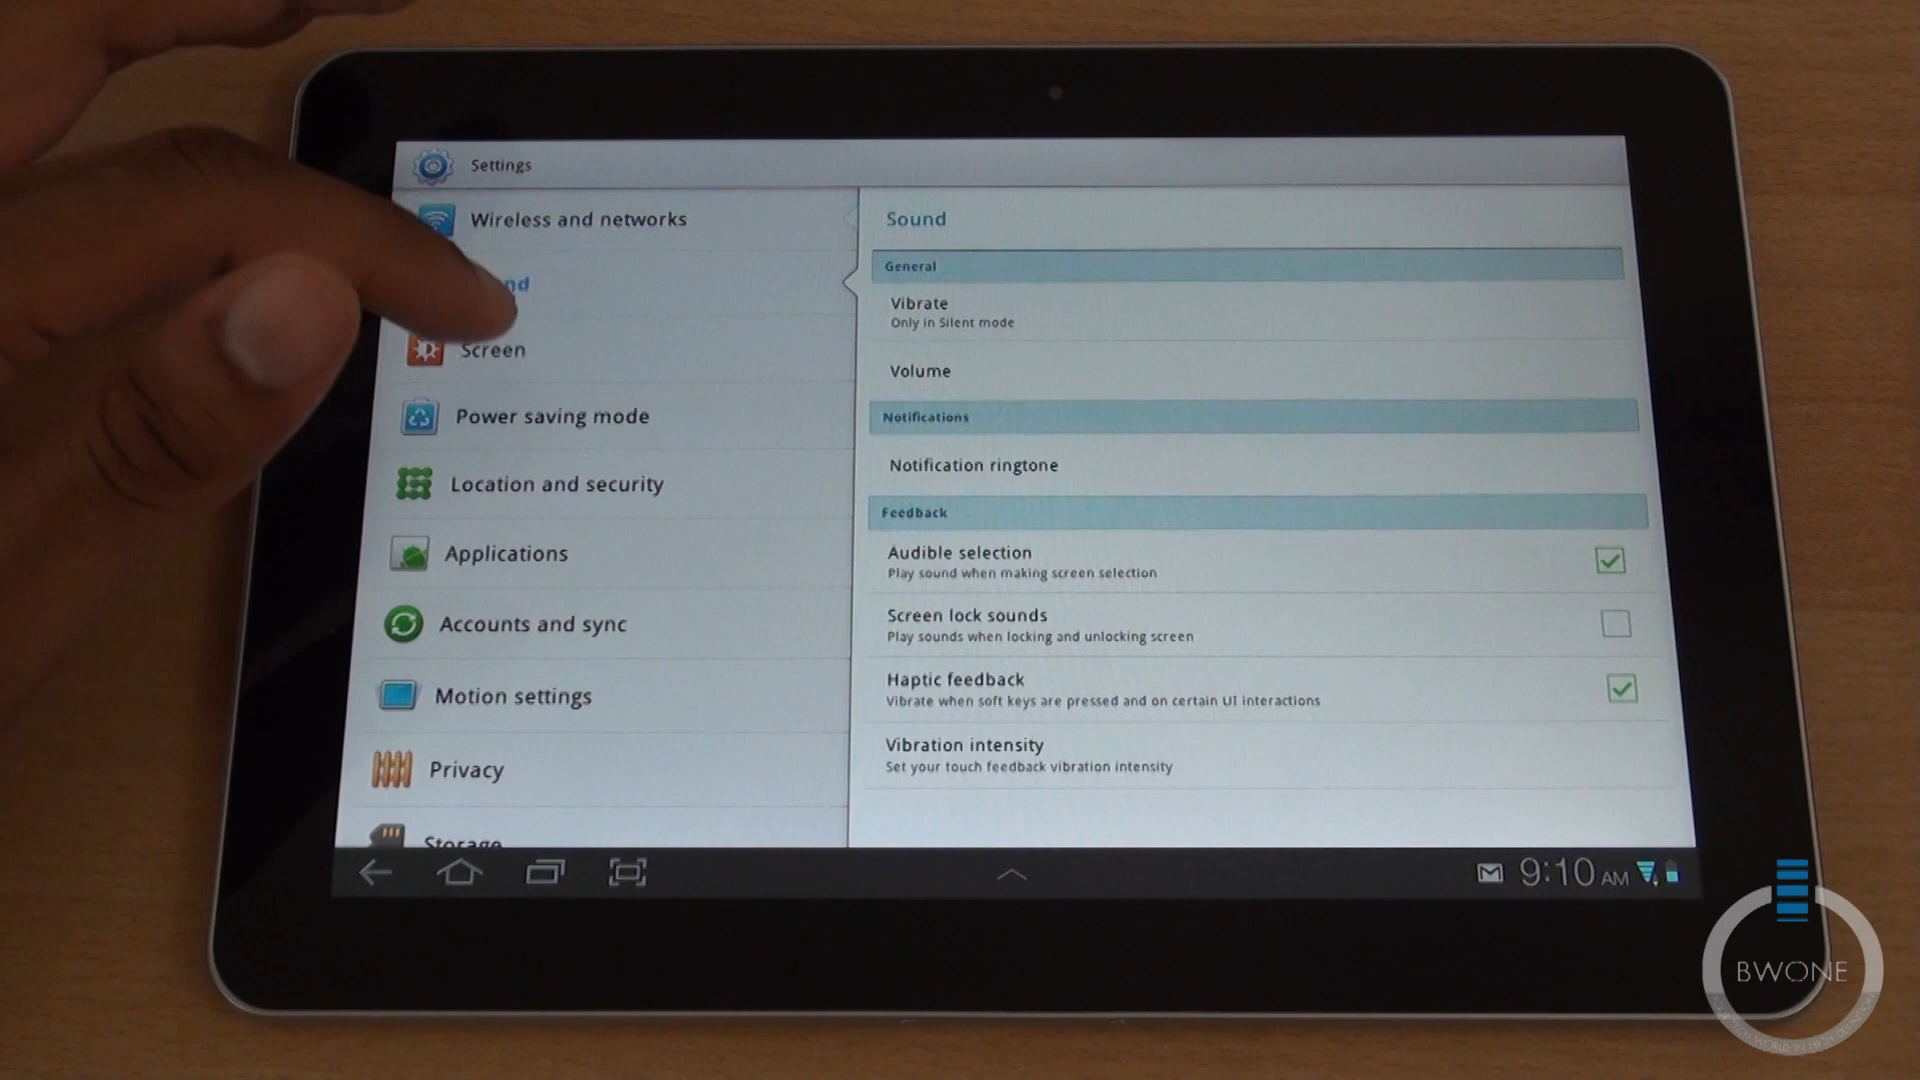 Settings
Wireless and networks
nd
Screen
Power saving mode
Location and security
Applications
Accounts and sync
Motion settings
Privacy
Storage
Sound
General
Vibrate
Only in Silent mode
Volume
Notifications
Notification ringtone
Feedback
Audible selection
Play sound when making screen selection
Screen lock sounds
Play sounds when locking and unlocking screen
Haptic feedback
Vibrate when soft keys are pressed and on certain UI interactions
Vibration intensity
Set your touch feedback vibration intensity
9:10 AM
BWONE